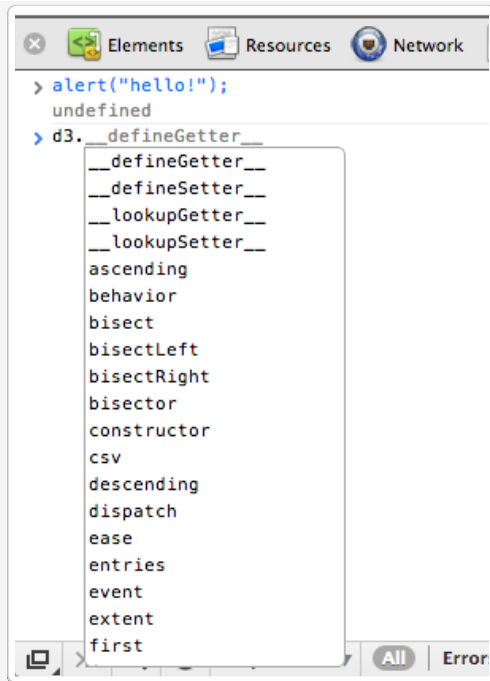 Elements Resources Network
> alert("hello!");
undefined
> d3.__defineGetter__
__defineGetter__
__defineSetter__
__lookupGetter__
__lookupSetter__
ascending
behavior
bisect
bisectLeft
bisectRight
bisector
constructor
csv
descending
dispatch
ease
entries
event
extent
first
All Errors